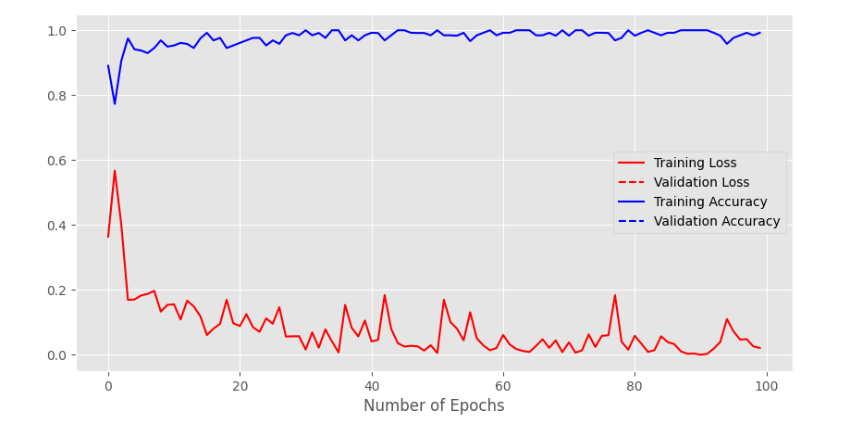 1.0
0.8
0.6
0.4
0.2
0.0
Training Loss
Validation Loss
Training Accuracy
Validation Accuracy
0 20 40 60 80 100
Number of Epochs